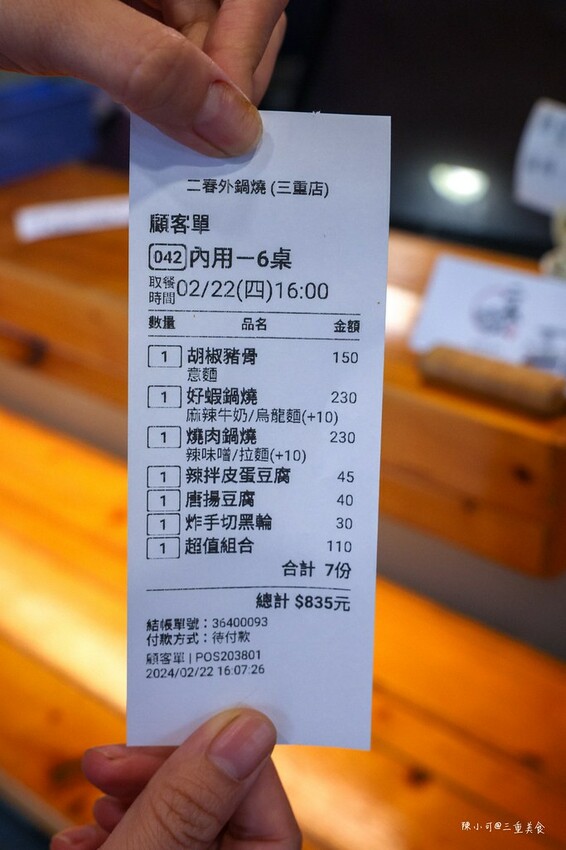 二春外鍋燒 (三重店)
顧客單
042 內用－6桌
取餐時間 02/22(四)16:00
數量 品名 金額
1 胡椒豬骨 150
意麵
1 好蝦鍋燒 230
麻辣牛奶/烏龍麵(+10)
1 燒肉鍋燒 230
辣味噌/拉麵(+10)
1 辣拌皮蛋豆腐 45
1 唐揚豆腐 40
1 炸手切黑輪 30
1 超值組合 110
合計 7份
總計 $835元
結帳單號：36400093
付款方式：待付款
顧客單 | POS203801
2024/02/22 16:07:26
陳小可@三重美食